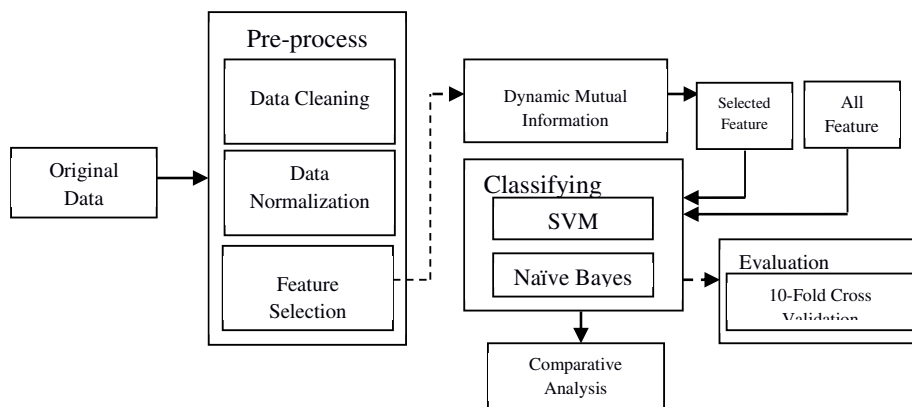 Pre-process
Data Cleaning
Data
Normalization
Feature
Selection
Original
Data
Dynamic Mutual
Information
Selected
Feature
All
Feature
Classifying
SVM
Naïve Bayes
Evaluation
10-Fold Cross
Validation
Comparative
Analysis